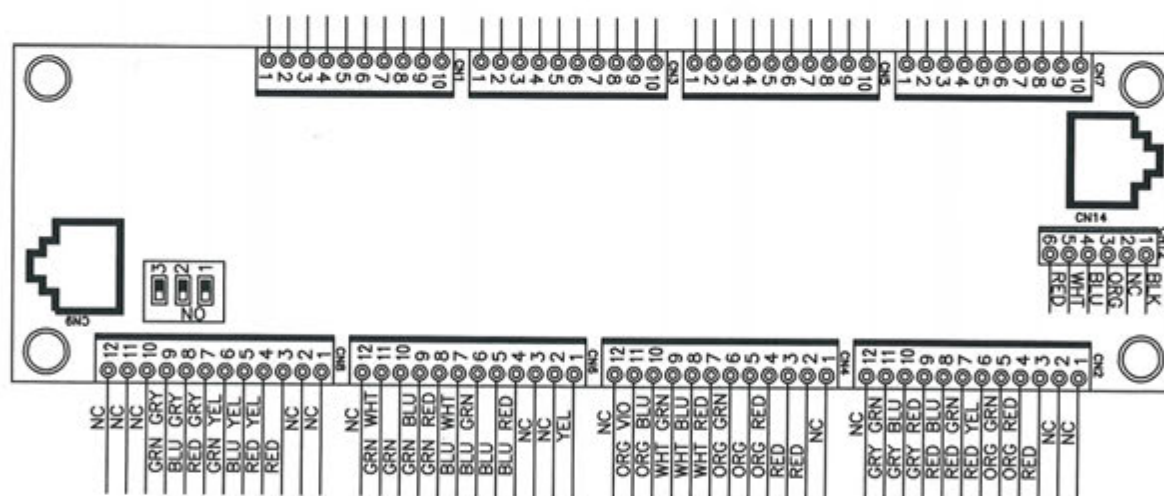 1 2 3 4 5 6 7 8 9 10 CN1
1 2 3 4 5 6 7 8 9 10 CN3
1 2 3 4 5 6 7 8 9 10 CN5
1 2 3 4 5 6 7 8 9 10 CN7
CN14
6 5 4 3 2 1
RED
WHT
BLU
ORG
NC
BLK
CN9
3 2 1
ON
12 11 10 9 8 7 6 5 4 3 2 1 CN8
NC
NC
NC
GRN GRY
BLU GRY
RED GRY
GRN YEL
BLU YEL
RED YEL
RED
NC
NC
12 11 10 9 8 7 6 5 4 3 2 1
NC
GRN WHT
GRN
GRN BLU
GRN RED
BLU WHT
BLU GRN
BLU
BLU RED
NC
NC
YEL
12 11 10 9 8 7 6 5 4 3 2 1 CN4
NC
ORG VIO
ORG BLU
WHT GRN
WHT BLU
WHT RED
ORG GRN
ORG
ORG RED
RED
RED
NC
12 11 10 9 8 7 6 5 4 3 2 1 CN2
NC
GRY GRN
GRY BLU
GRY RED
RED BLU
RED GRN
RED YEL
ORG GRN
ORG RED
RED
NC
NC